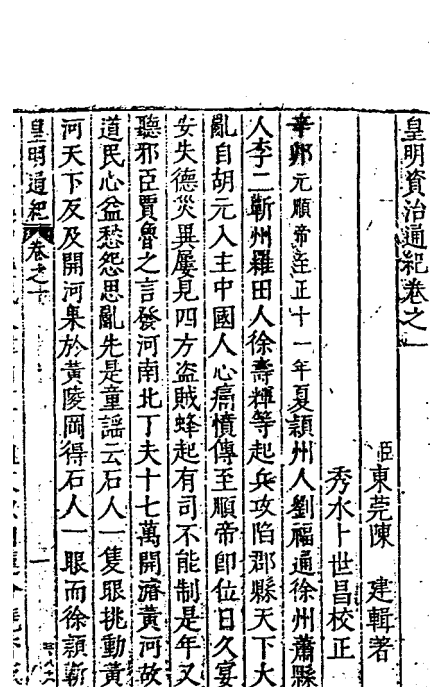 皇明資治通紀卷之一
臣東莞陳　建輯著
秀水卜世昌校正
辛卯元順帝至正十一年夏潁州人劉福通徐州蕭縣
人李二蘄州羅田人徐壽輝等起兵攻陷郡縣天下大
亂自胡元入主中國人心痛憤傳至順帝卽位日久宴
安失德災異屢見四方盗賊蜂起有司不能制是年又
聽邪臣賈魯之言發河南北丁夫十七萬開濬黃河故
道民心益愁怨思亂先是童謡云石人一隻眼挑動黃
河天下反及開河果於黃陵岡得石人一眼而徐潁蘄
皇明通紀　卷之一　一